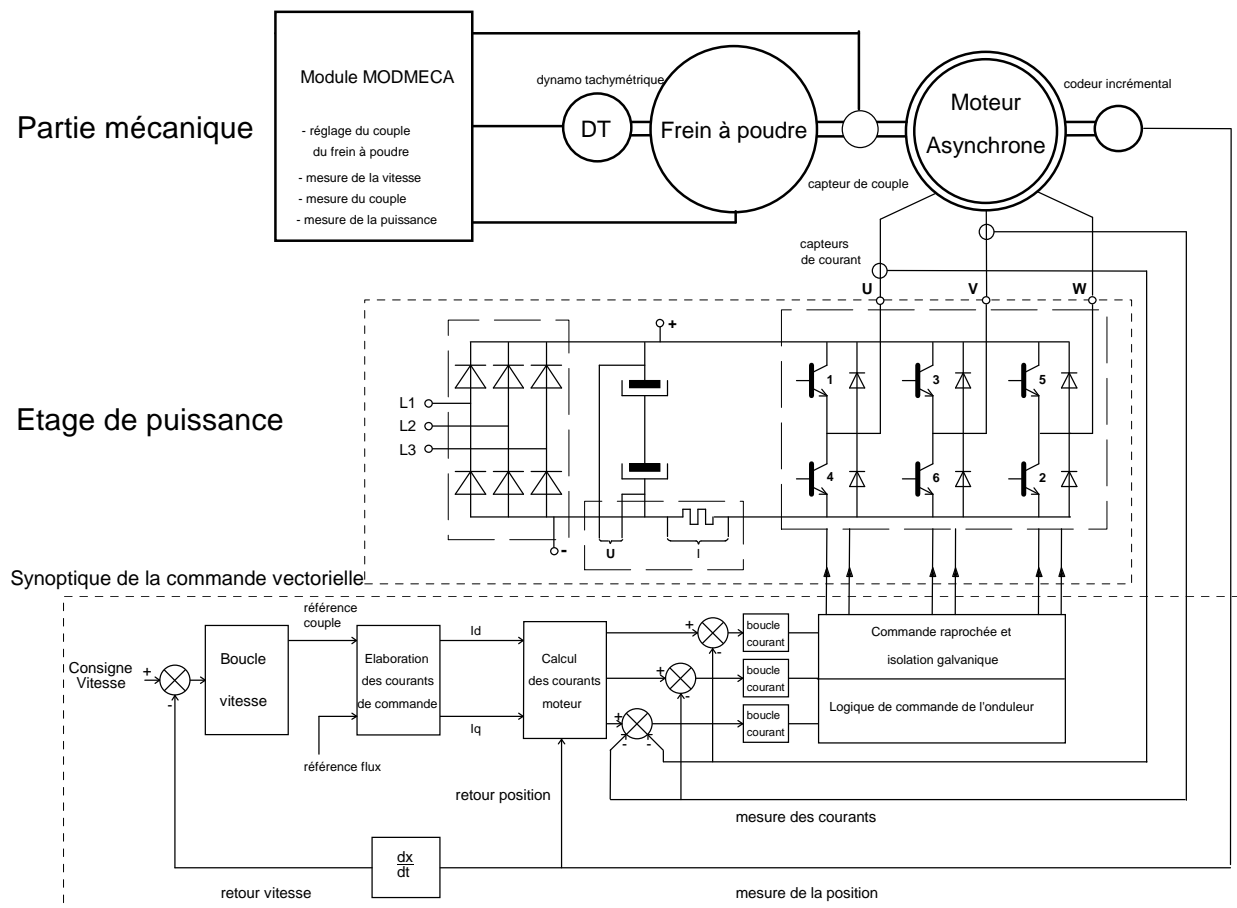 Partie mécanique
Module MODMECA
- réglage du couple
du frein à poudre
- mesure de la vitesse
- mesure du couple
- mesure de la puissance
dynamo tachymétrique
DT
Frein à poudre
capteur de couple
Moteur
Asynchrone
codeur incrémental
capteurs
de courant
U
V
W
Etage de puissance
L1
L2
L3
+
-
U
I
1
3
5
4
6
2
Synoptique de la commande vectorielle
Consigne
Vitesse
+
-
Boucle
vitesse
référence
couple
référence flux
Elaboration
des courants
de commande
Id
Iq
Calcul
des courants
moteur
+
-
+
-
+
-
-
boucle
courant
boucle
courant
boucle
courant
Commande raprochée et
isolation galvanique
Logique de commande de l'onduleur
retour position
mesure des courants
dx
dt
retour vitesse
mesure de la position